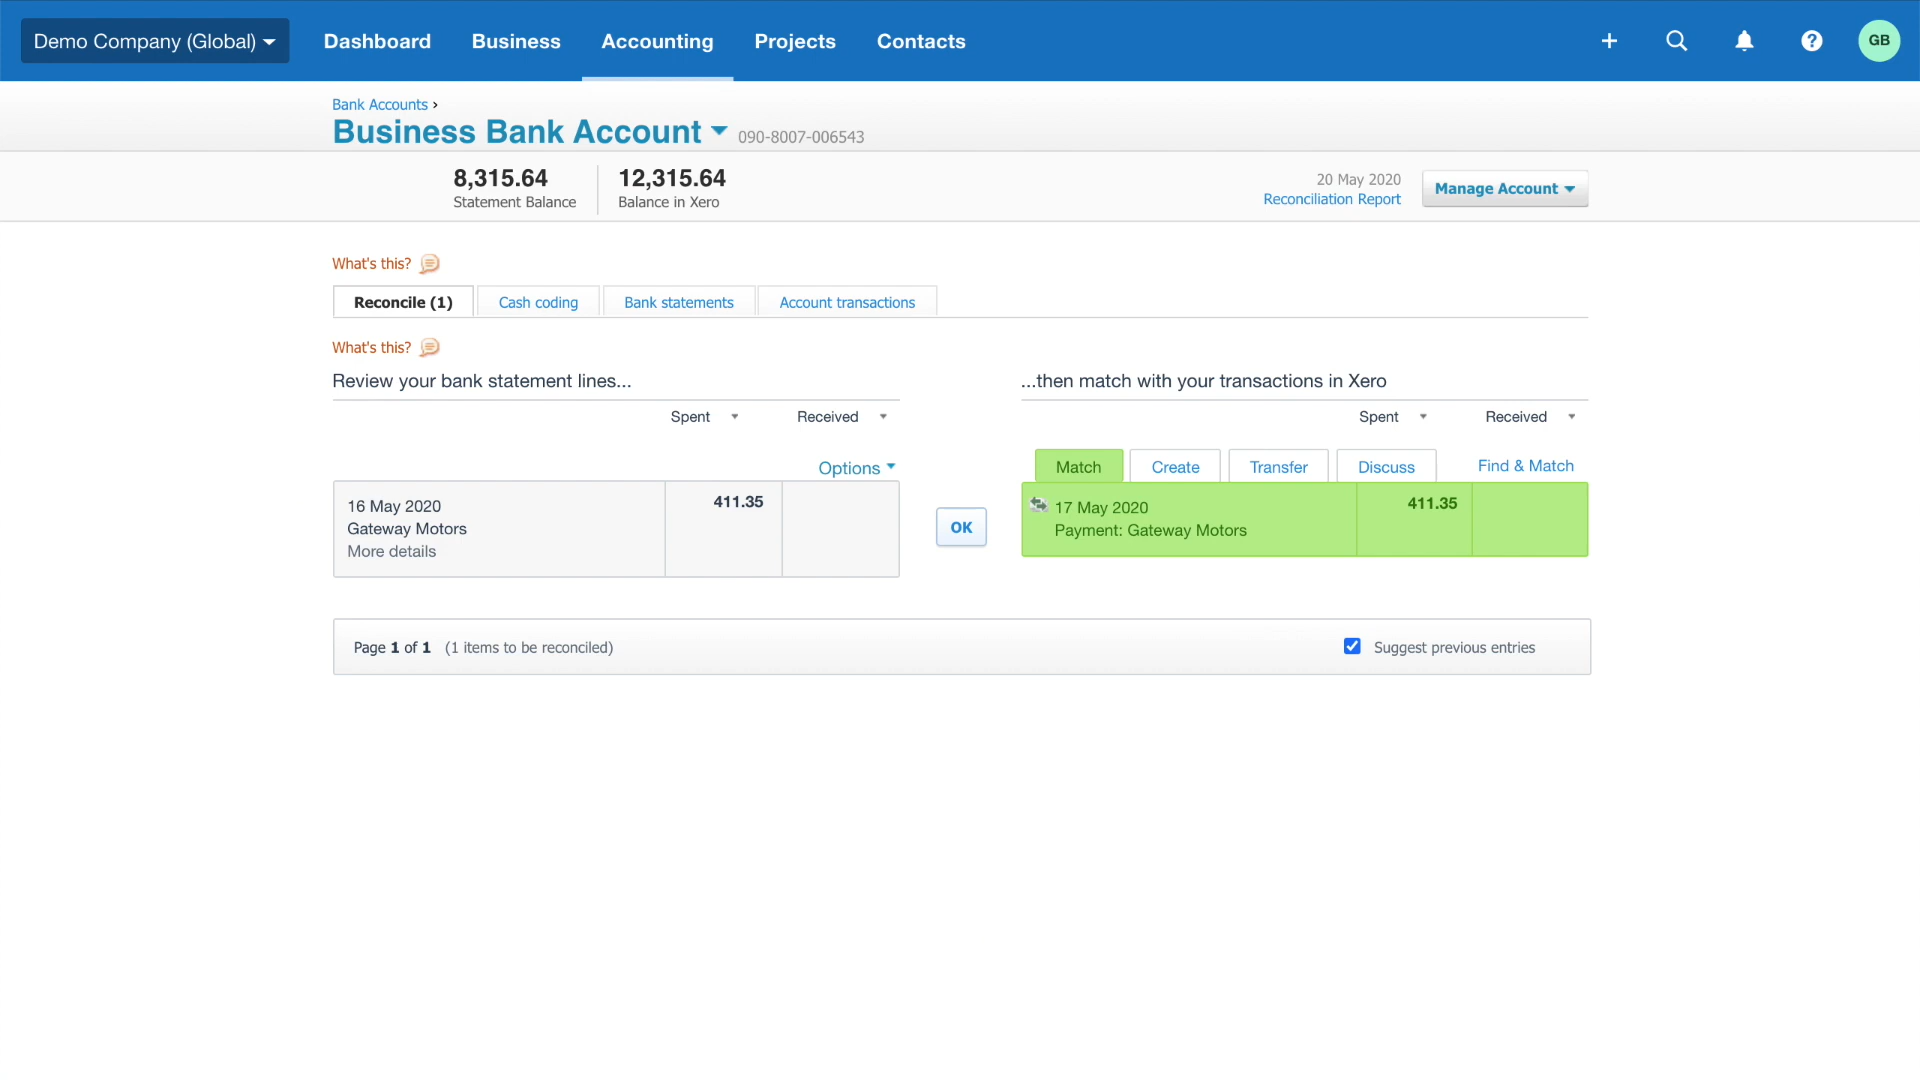 Demo Company (Global)
Dashboard
Business
Accounting
Projects
Contacts
GB
Bank Accounts ›
Business Bank Account 090-8007-006543
8,315.64
Statement Balance
12,315.64
Balance in Xero
20 May 2020
Reconciliation Report
Manage Account
What's this?
Reconcile (1)
Cash coding
Bank statements
Account transactions
What's this?
Review your bank statement lines...
Spent
Received
Options
16 May 2020
Gateway Motors
More details
411.35
OK
...then match with your transactions in Xero
Spent
Received
Match
Create
Transfer
Discuss
Find & Match
17 May 2020
Payment: Gateway Motors
411.35
Page 1 of 1 (1 items to be reconciled)
Suggest previous entries